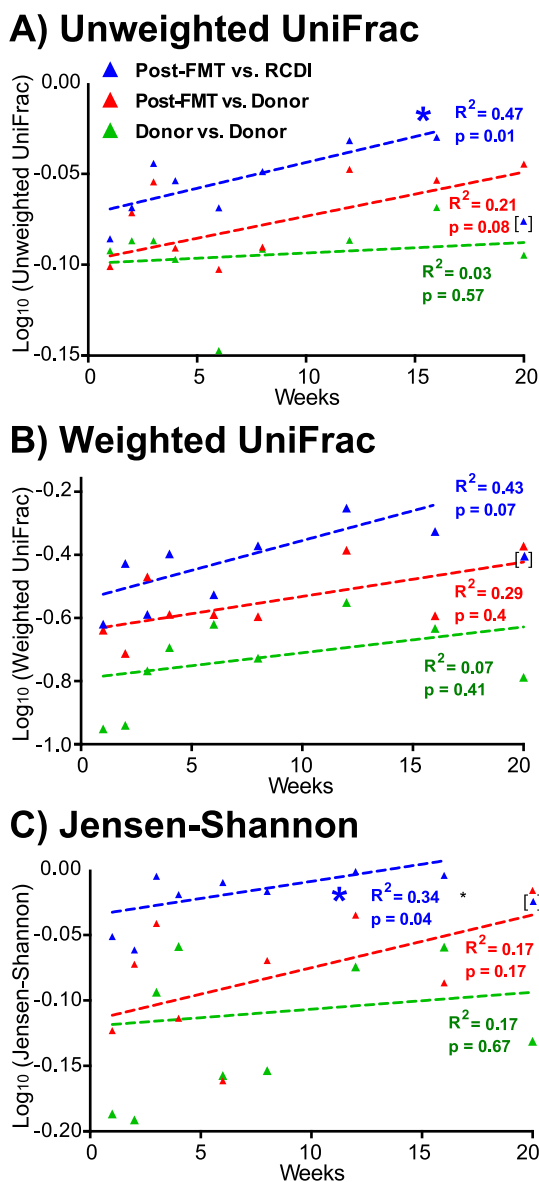 A) Unweighted UniFrac
Log10 (Unweighted UniFrac)
0.00
-0.05
-0.10
-0.15
Post-FMT vs. RCDI
Post-FMT vs. Donor
Donor vs. Donor
*
R2 = 0.47
p = 0.01
R2 = 0.21
p = 0.08
[ ]
R2 = 0.03
p = 0.57
0 5 10 15 20
Weeks
B) Weighted UniFrac
Log10 (Weighted UniFrac)
-0.2
-0.4
-0.6
-0.8
-1.0
R2 = 0.43
p = 0.07
[ ]
R2 = 0.29
p = 0.4
R2 = 0.07
p = 0.41
0 5 10 15 20
Weeks
C) Jensen-Shannon
Log10 (Jensen-Shannon)
0.00
-0.05
-0.10
-0.15
-0.20
*
R2 = 0.34
p = 0.04
*
[ ]
R2 = 0.17
p = 0.17
R2 = 0.17
p = 0.67
0 5 10 15 20
Weeks